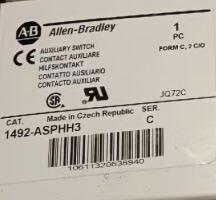 A-B Allen-Bradley
1
PC
AUXILIARY SWITCH
CONTACT AUXILIAIRE
HILFSKONTAKT
CONTATTO AUSILIARIO
CONTACTO AUXILIAR
FORM C, 2 C/O
JQ72C
CAT.
Made in Czech Republic
SER.
1492-ASPHH3
C
10611320638940